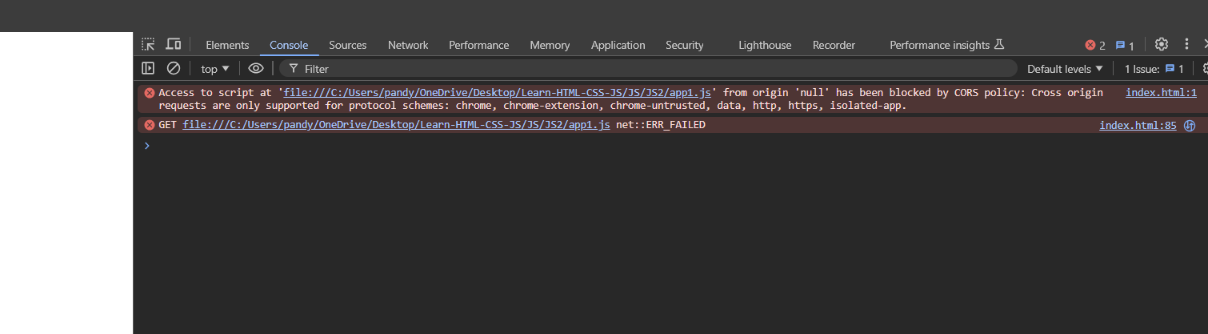 Elements Console Sources Network Performance Memory Application Security Lighthouse Recorder Performance insights 2 1
top Filter Default levels 1 Issue: 1
Access to script at 'file:///C:/Users/pandy/OneDrive/Desktop/Learn-HTML-CSS-JS/JS/JS2/app1.js' from origin 'null' has been blocked by CORS policy: Cross origin index.html:1
requests are only supported for protocol schemes: chrome, chrome-extension, chrome-untrusted, data, http, https, isolated-app.
GET file:///C:/Users/pandy/OneDrive/Desktop/Learn-HTML-CSS-JS/JS/JS2/app1.js net::ERR_FAILED index.html:85